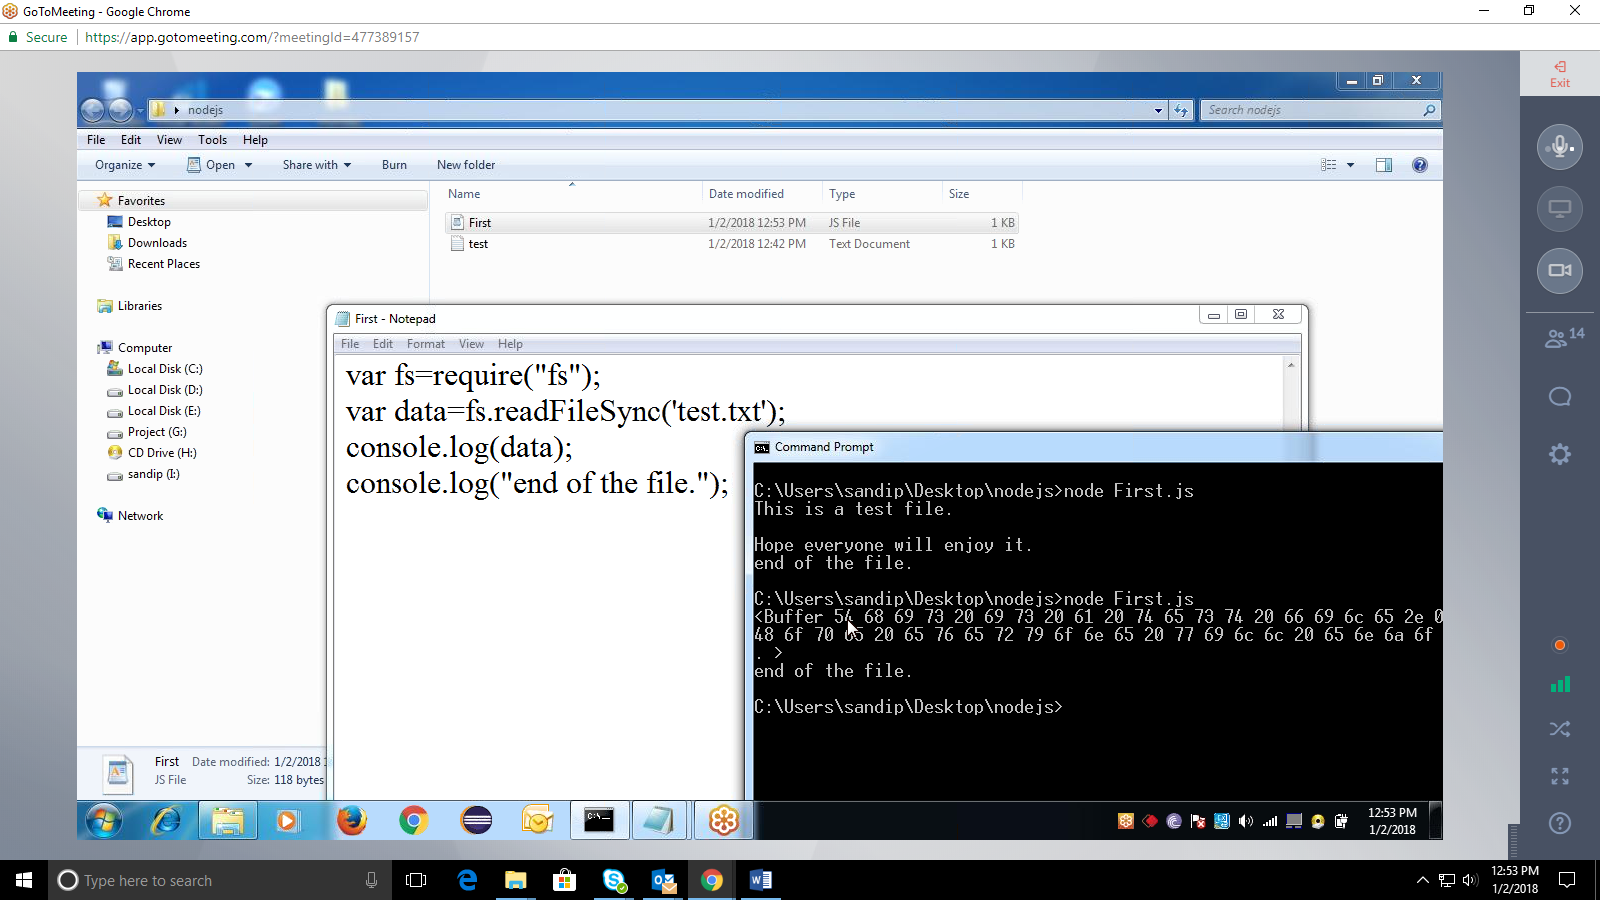 GoToMeeting - Google Chrome
Secure https://app.gotomeeting.com/?meetingId=477389157
Exit
nodejs
Search nodejs
File Edit View Tools Help
Organize Open Share with Burn New folder
Name Date modified Type Size
Favorites
Desktop
Downloads
Recent Places
Libraries
Computer
Local Disk (C:)
Local Disk (D:)
Local Disk (E:)
Project (G:)
CD Drive (H:)
sandip (I:)
Network
First 1/2/2018 12:53 PM JS File 1 KB
test 1/2/2018 12:42 PM Text Document 1 KB
14
First - Notepad
File Edit Format View Help
var fs=require("fs");
var data=fs.readFileSync('test.txt');
console.log(data);
console.log("end of the file.");
C:\. Command Prompt
C:\Users\sandip\Desktop\nodejs>node First.js
This is a test file.
Hope everyone will enjoy it.
end of the file.
C:\Users\sandip\Desktop\nodejs>node First.js
<Buffer 54 68 69 73 20 69 73 20 61 20 74 65 73 74 20 66 69 6c 65 2e 0
48 6f 70 65 20 65 76 65 72 79 6f 6e 65 20 77 69 6c 6c 20 65 6e 6a 6f
. >
end of the file.
C:\Users\sandip\Desktop\nodejs>
First Date modified: 1/2/2018 1
JS File Size: 118 bytes
12:53 PM
1/2/2018
Type here to search
12:53 PM
1/2/2018